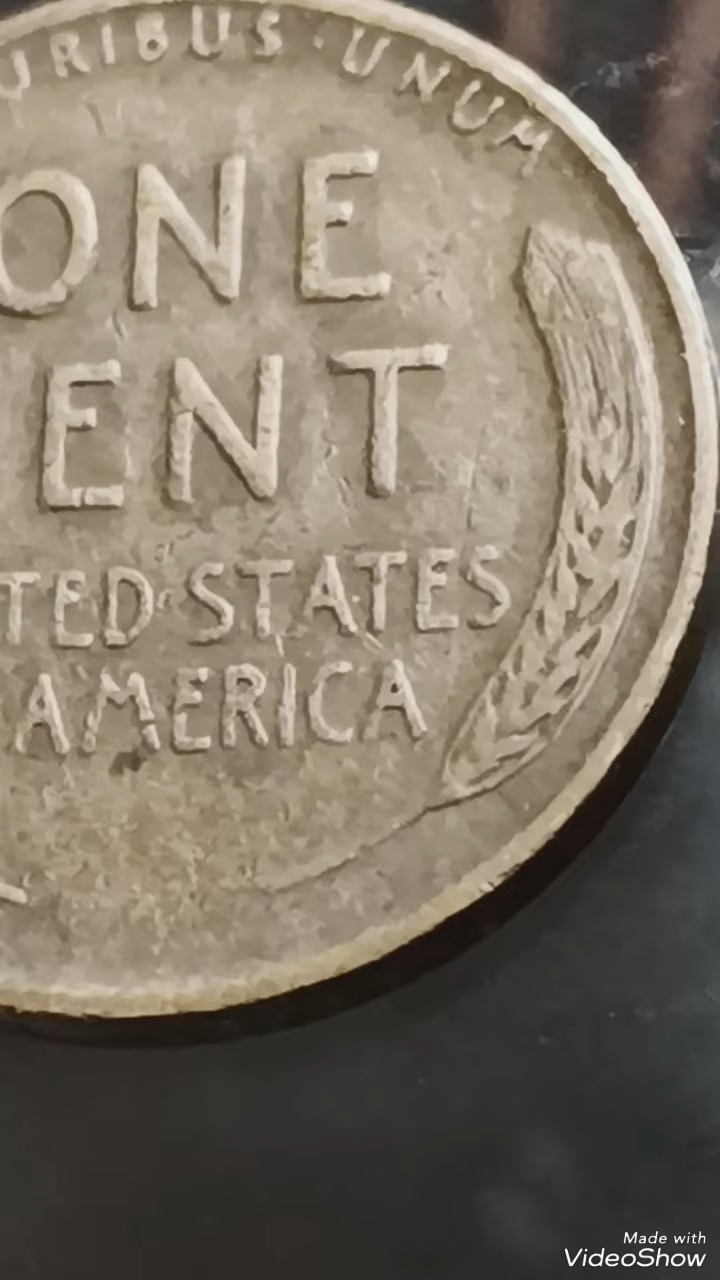 URIBUS · UNUM
ONE
ENT
TED·STATES
AMERICA
Made with
VideoShow